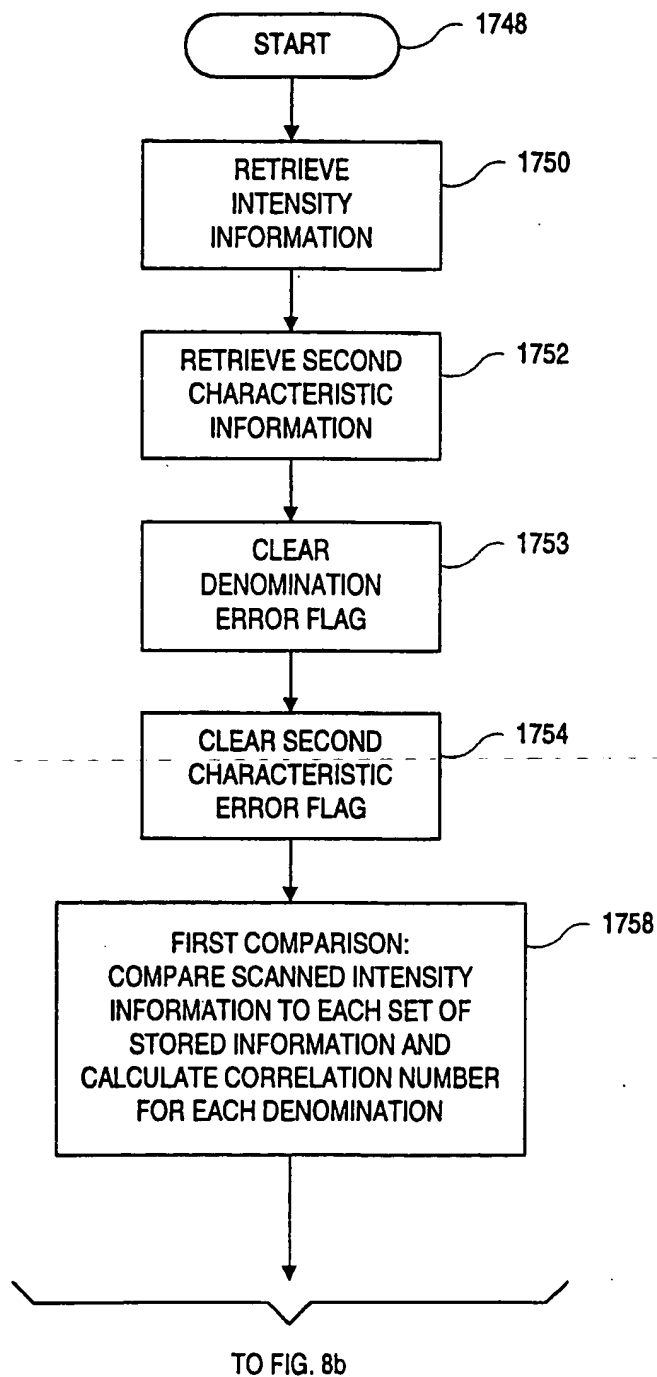 START
1748
RETRIEVE
INTENSITY
INFORMATION
1750
RETRIEVE SECOND
CHARACTERISTIC
INFORMATION
1752
CLEAR
DENOMINATION
ERROR FLAG
1753
CLEAR SECOND
CHARACTERISTIC
ERROR FLAG
1754
FIRST COMPARISON:
COMPARE SCANNED INTENSITY
INFORMATION TO EACH SET OF
STORED INFORMATION AND
CALCULATE CORRELATION NUMBER
FOR EACH DENOMINATION
1758
TO FIG. 8b